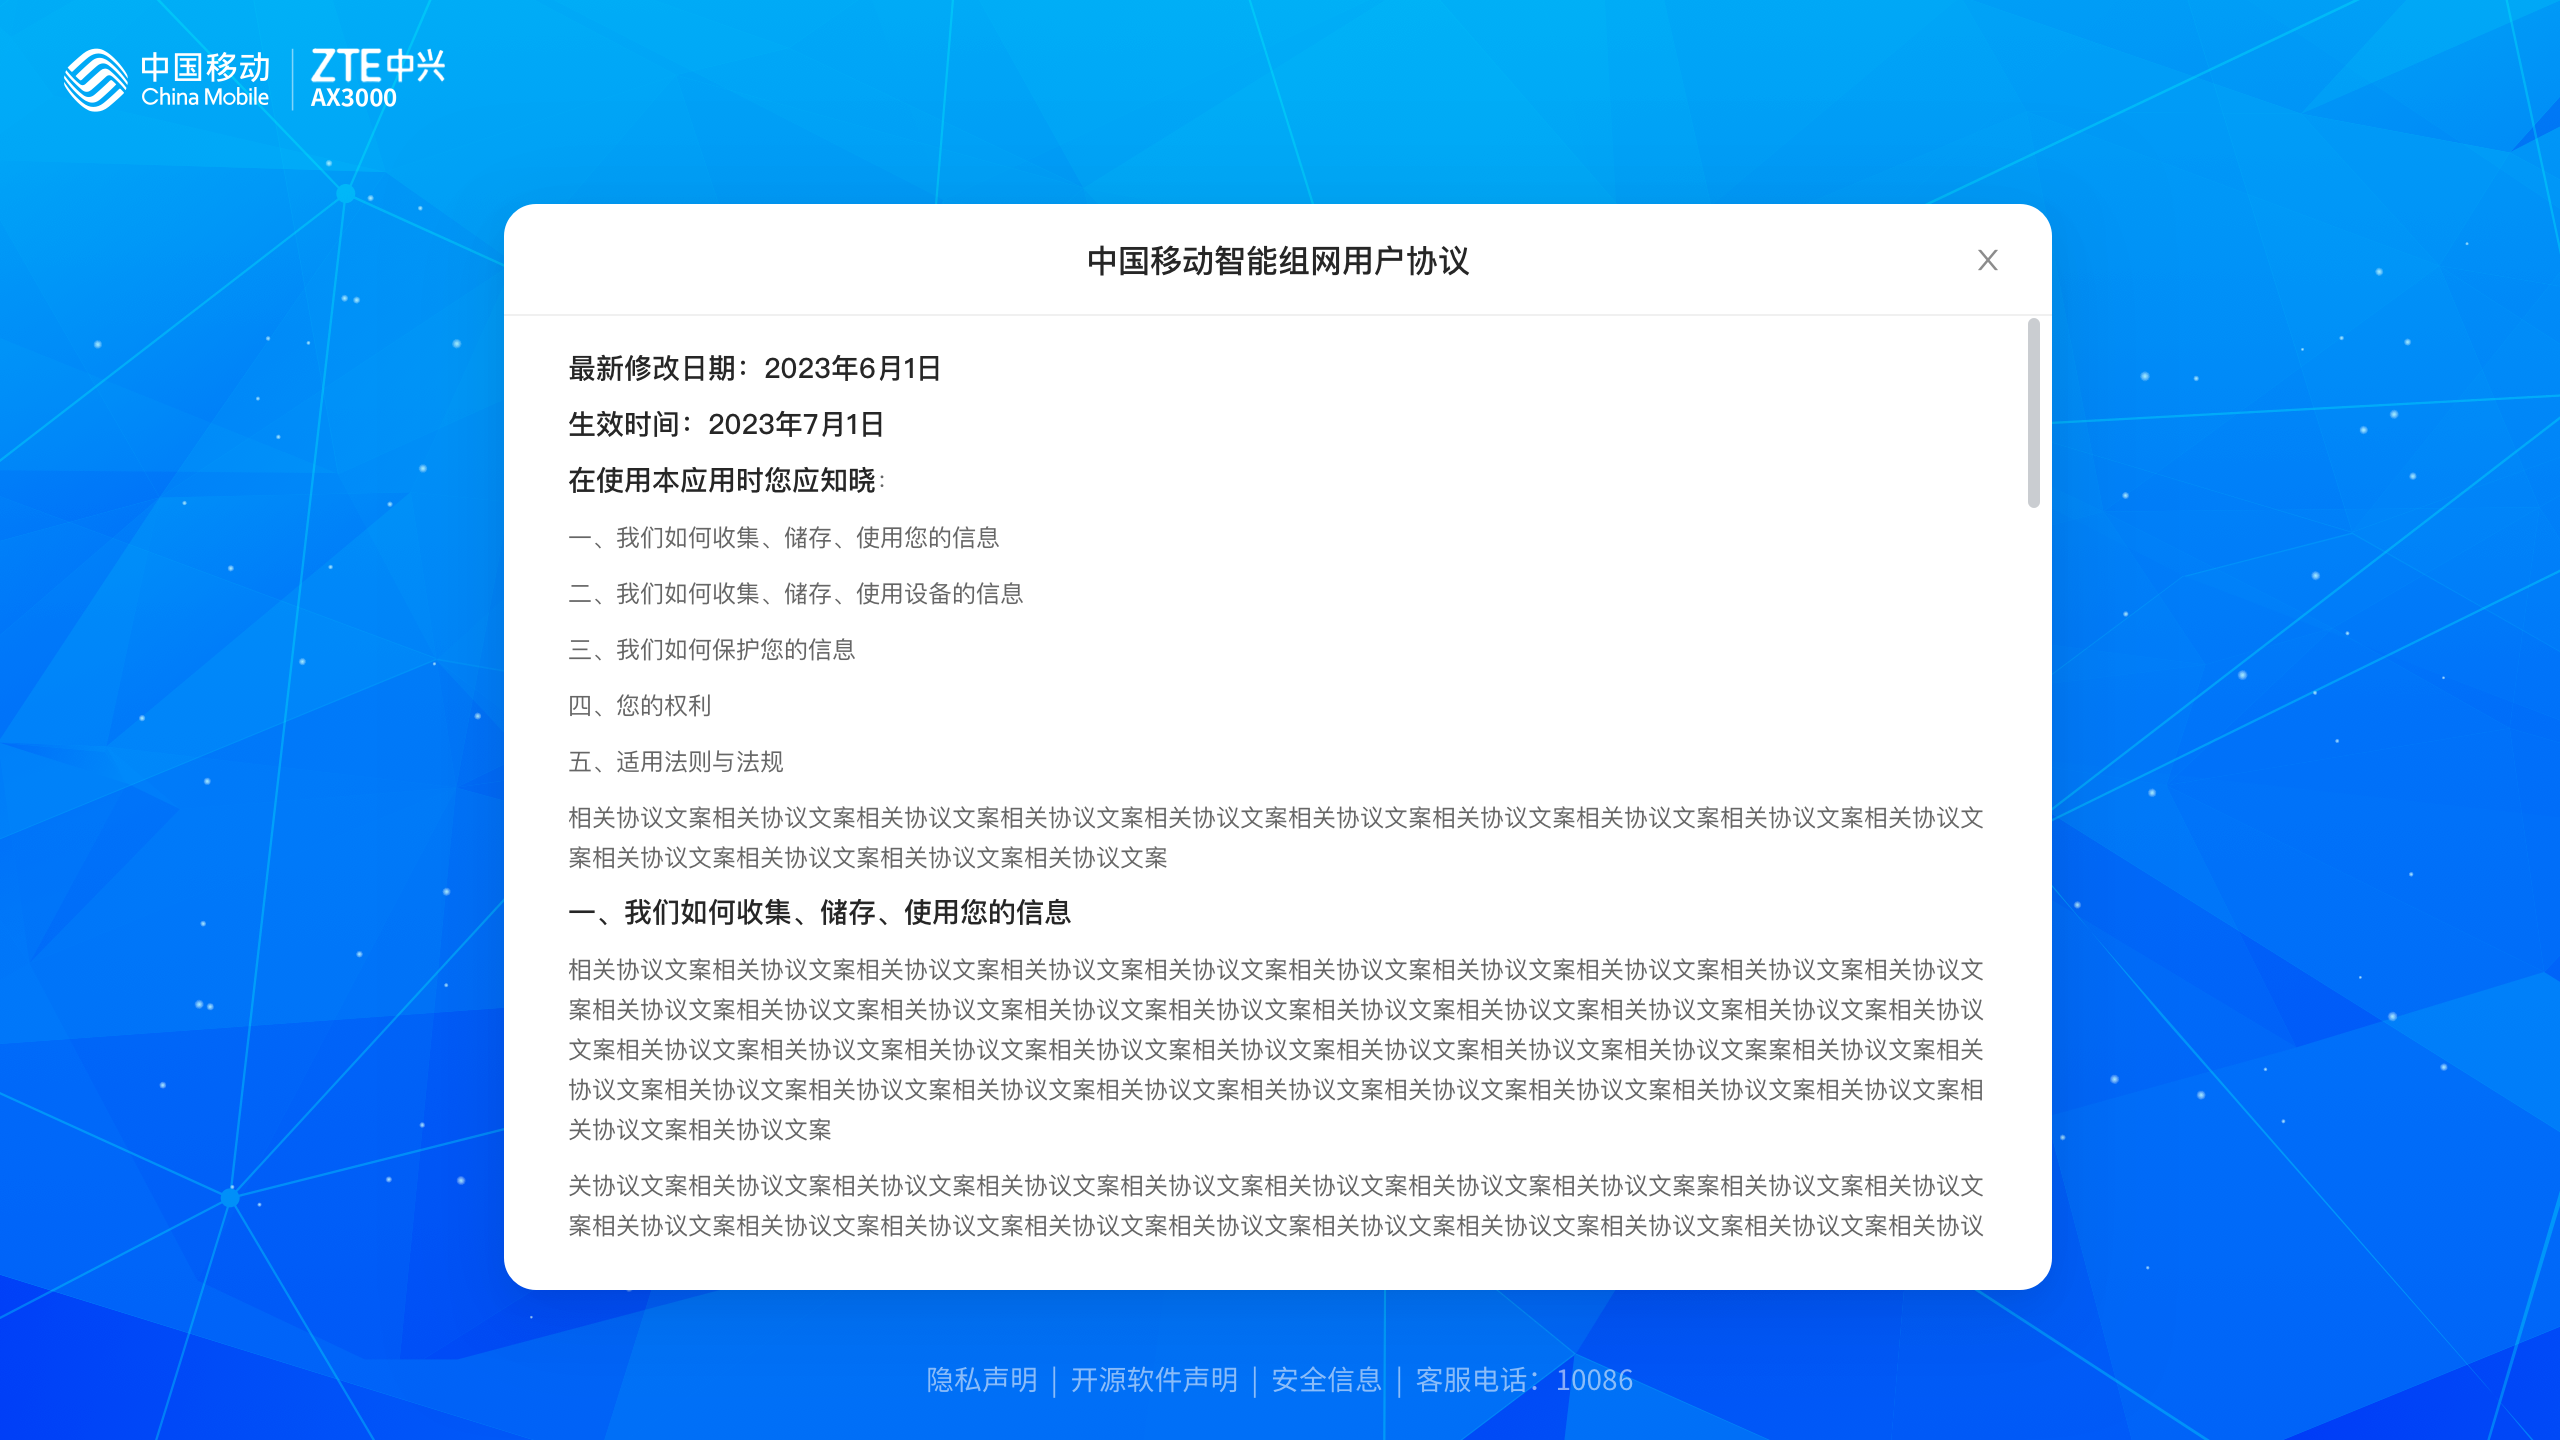 中国移动
China Mobile
ZTE中兴
AX3000
中国移动智能组网用户协议
X
最新修改日期：2023年6月1日
生效时间：2023年7月1日
在使用本应用时您应知晓：
一、我们如何收集、储存、使用您的信息
二、我们如何收集、储存、使用设备的信息
三、我们如何保护您的信息
四、您的权利
五、适用法则与法规
相关协议文案相关协议文案相关协议文案相关协议文案相关协议文案相关协议文案相关协议文案相关协议文案相关协议文案相关协议文
案相关协议文案相关协议文案相关协议文案相关协议文案
一、我们如何收集、储存、使用您的信息
相关协议文案相关协议文案相关协议文案相关协议文案相关协议文案相关协议文案相关协议文案相关协议文案相关协议文案相关协议文
案相关协议文案相关协议文案相关协议文案相关协议文案相关协议文案相关协议文案相关协议文案相关协议文案相关协议文案相关协议
文案相关协议文案相关协议文案相关协议文案相关协议文案相关协议文案相关协议文案相关协议文案相关协议文案案相关协议文案相关
协议文案相关协议文案相关协议文案相关协议文案相关协议文案相关协议文案相关协议文案相关协议文案相关协议文案相关协议文案相
关协议文案相关协议文案
关协议文案相关协议文案相关协议文案相关协议文案相关协议文案相关协议文案相关协议文案相关协议文案案相关协议文案相关协议文
案相关协议文案相关协议文案相关协议文案相关协议文案相关协议文案相关协议文案相关协议文案相关协议文案相关协议文案相关协议
隐私声明 | 开源软件声明 | 安全信息 | 客服电话：10086